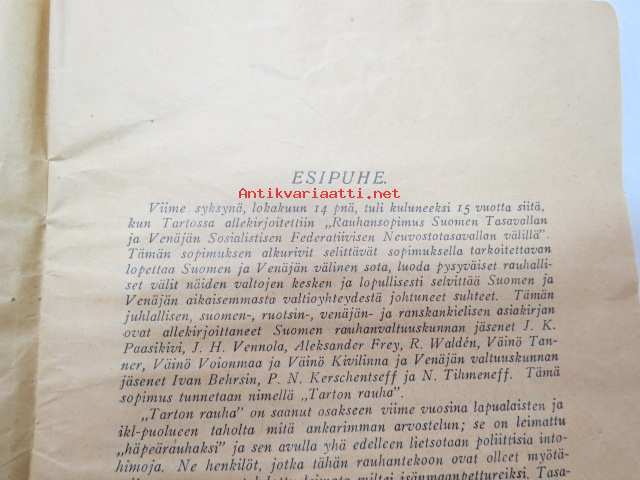 ESIPUHE.
Antikvariaatti.net
Viime syksynä, lokakuun 14 pnä, tuli kuluneeksi 15 vuotta siitä,
kun Tartossa allekirjoitettiin „Rauhansopimus Suomen Tasavallan
ja Venäjän Sosialistisen Federatiivisen Neuvostotasavallan välillä”.
Tämän sopimuksen alkurivit selittävät sopimuksella tarkoitettavan
lopettaa Suomen ja Venäjän välinen sota, luoda pysyväiset rauhalli-
set välit näiden valtojen kesken ja lopullisesti selvittää Suomen ja
Venäjän aikaisemmasta valtioyhteydestä johtuneet suhteet. Tämän
juhlallisen, suomen-, ruotsin-, venäjän- ja ranskankielisen asiakirjan
ovat allekirjoittaneet Suomen rauhanvaltuuskunnan jäsenet J. K.
Paasikivi, J. H. Vennola, Aleksander Frey, R. Waldén, Väinö Tan-
ner, Väinö Voionmaa ja Väinö Kivilinna ja Venäjän valtuuskunnan
jäsenet Ivan Behrsin, P. N. Kerschentseff ja N. Tihmeneff. Tämä
sopimus tunnetaan nimellä „Tarton rauha”.
„Tarton rauha” on saanut osakseen viime vuosina lapualaisten ja
ikl-puolueen taholta mitä ankarimman arvostelun; se on leimattu
„häpeärauhaksi” ja sen avulla yhä edelleen lietsotaan poliittisia into-
himoja. Ne henkilöt, jotka tähän rauhantekoon ovat olleet myötä-
leimata miltei isänmaanpettureiksi. Tasa-